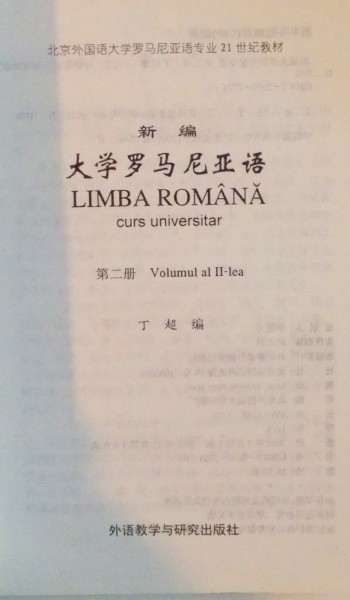 北京外国语大学罗马尼亚语专业 21 世纪教材
新 编
大学罗马尼亚语
LIMBA ROMÂNĂ
curs universitar
第二册 Volumul al II-lea
丁 超 编
外语教学与研究出版社